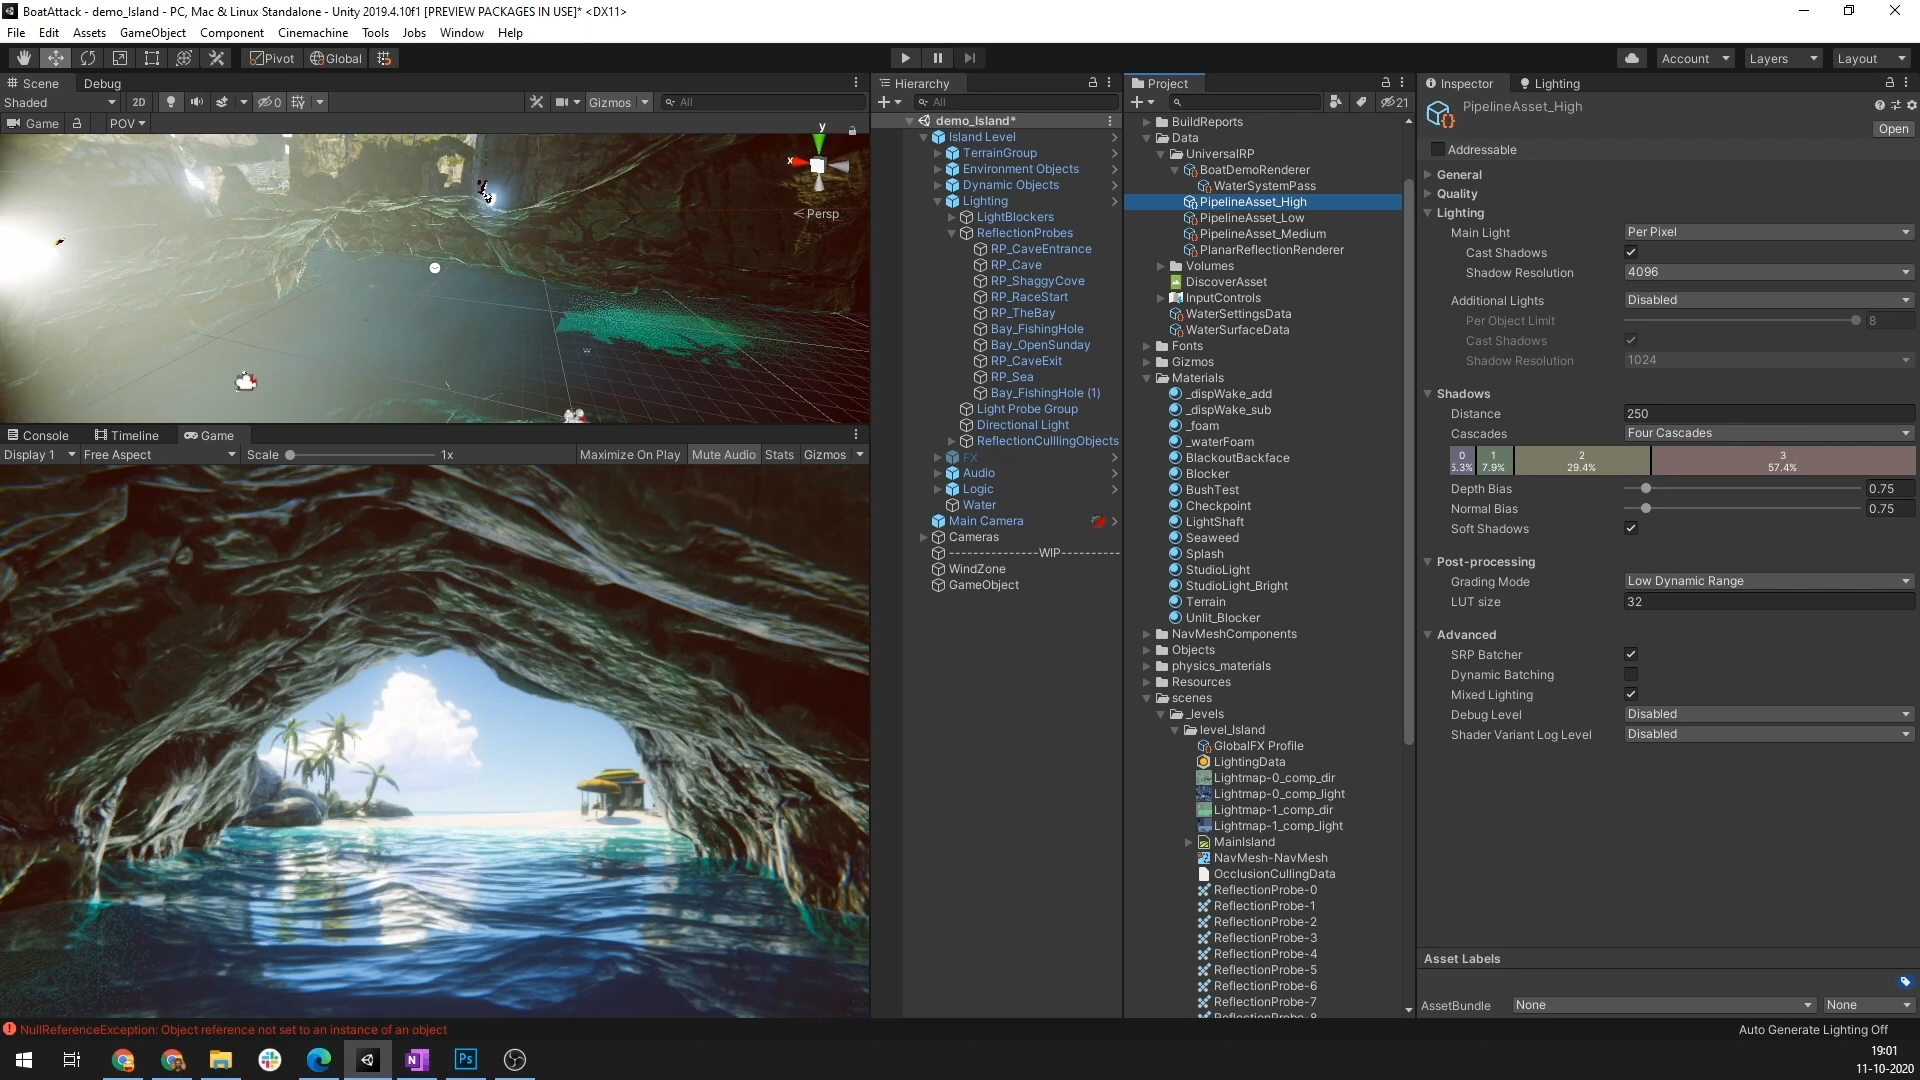 BoatAttack - demo_Island - PC, Mac & Linux Standalone - Unity 2019.4.10f1 [PREVIEW PACKAGES IN USE]* <DX11>
File Edit Assets GameObject Component Cinemachine Tools Jobs Window Help
Pivot Global
Account Layers Layout
Scene Debug
Shaded 2D 0 Gizmos All
Game POV
y
x
Persp
Console Timeline Game
Display 1 Free Aspect Scale 1x Maximize On Play Mute Audio Stats Gizmos
Hierarchy
All
demo_Island*
Island Level
TerrainGroup
Environment Objects
Dynamic Objects
Lighting
LightBlockers
ReflectionProbes
RP_CaveEntrance
RP_Cave
RP_ShaggyCove
RP_RaceStart
RP_TheBay
Bay_FishingHole
Bay_OpenSunday
RP_CaveExit
RP_Sea
Bay_FishingHole (1)
Light Probe Group
Directional Light
ReflectionCulllingObjects
FX
Audio
Logic
Water
Main Camera
Cameras
---------------WIP----------
WindZone
GameObject
Project
21
BuildReports
Data
UniversalRP
BoatDemoRenderer
WaterSystemPass
PipelineAsset_High
PipelineAsset_Low
PipelineAsset_Medium
PlanarReflectionRenderer
Volumes
DiscoverAsset
InputControls
WaterSettingsData
WaterSurfaceData
Fonts
Gizmos
Materials
_dispWake_add
_dispWake_sub
_foam
_waterFoam
BlackoutBackface
Blocker
BushTest
Checkpoint
LightShaft
Seaweed
Splash
StudioLight
StudioLight_Bright
Terrain
Unlit_Blocker
NavMeshComponents
Objects
physics_materials
Resources
scenes
_levels
level_Island
GlobalFX Profile
LightingData
Lightmap-0_comp_dir
Lightmap-0_comp_light
Lightmap-1_comp_dir
Lightmap-1_comp_light
MainIsland
NavMesh-NavMesh
OcclusionCullingData
ReflectionProbe-0
ReflectionProbe-1
ReflectionProbe-2
ReflectionProbe-3
ReflectionProbe-4
ReflectionProbe-5
ReflectionProbe-6
ReflectionProbe-7
ReflectionProbe-8
Inspector Lighting
PipelineAsset_High
Open
Addressable
General
Quality
Lighting
Main Light Per Pixel
Cast Shadows
Shadow Resolution 4096
Additional Lights Disabled
Per Object Limit 8
Cast Shadows
Shadow Resolution 1024
Shadows
Distance 250
Cascades Four Cascades
0 1 2 3
5.3% 7.9% 29.4% 57.4%
Depth Bias 0.75
Normal Bias 0.75
Soft Shadows
Post-processing
Grading Mode Low Dynamic Range
LUT size 32
Advanced
SRP Batcher
Dynamic Batching
Mixed Lighting
Debug Level Disabled
Shader Variant Log Level Disabled
Asset Labels
AssetBundle None None
NullReferenceException: Object reference not set to an instance of an object
Auto Generate Lighting Off
N Ps
19:01
11-10-2020